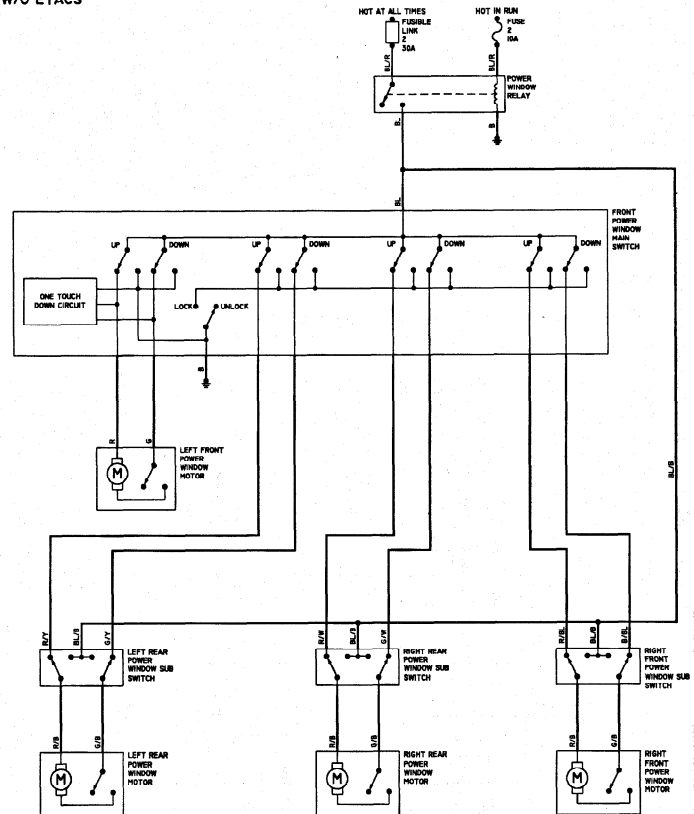 W/O ETACS
HOT AT ALL TIMES
FUSIBLE
LINK
2
30A
HOT IN RUN
FUSE
2
10A
BL/R
BL/R
POWER
WINDOW
RELAY
BL
B
BL
FRONT
POWER
WINDOW
MAIN
SWITCH
UP
DOWN
UP
DOWN
UP
DOWN
UP
DOWN
ONE TOUCH
DOWN CIRCUIT
LOCK
UNLOCK
B
R
G
LEFT FRONT
POWER
WINDOW
MOTOR
M
BL/B
R/Y
BL/B
G/Y
R/W
BL/B
G/W
R/BL
BL/B
B/BL
LEFT REAR
POWER
WINDOW SUB
SWITCH
RIGHT REAR
POWER
WINDOW SUB
SWITCH
RIGHT
FRONT
POWER
WINDOW SUB
SWITCH
R/B
G/B
R/B
G/B
R/B
G/B
LEFT REAR
POWER
WINDOW
MOTOR
M
RIGHT REAR
POWER
WINDOW
MOTOR
M
RIGHT
FRONT
POWER
WINDOW
MOTOR
M